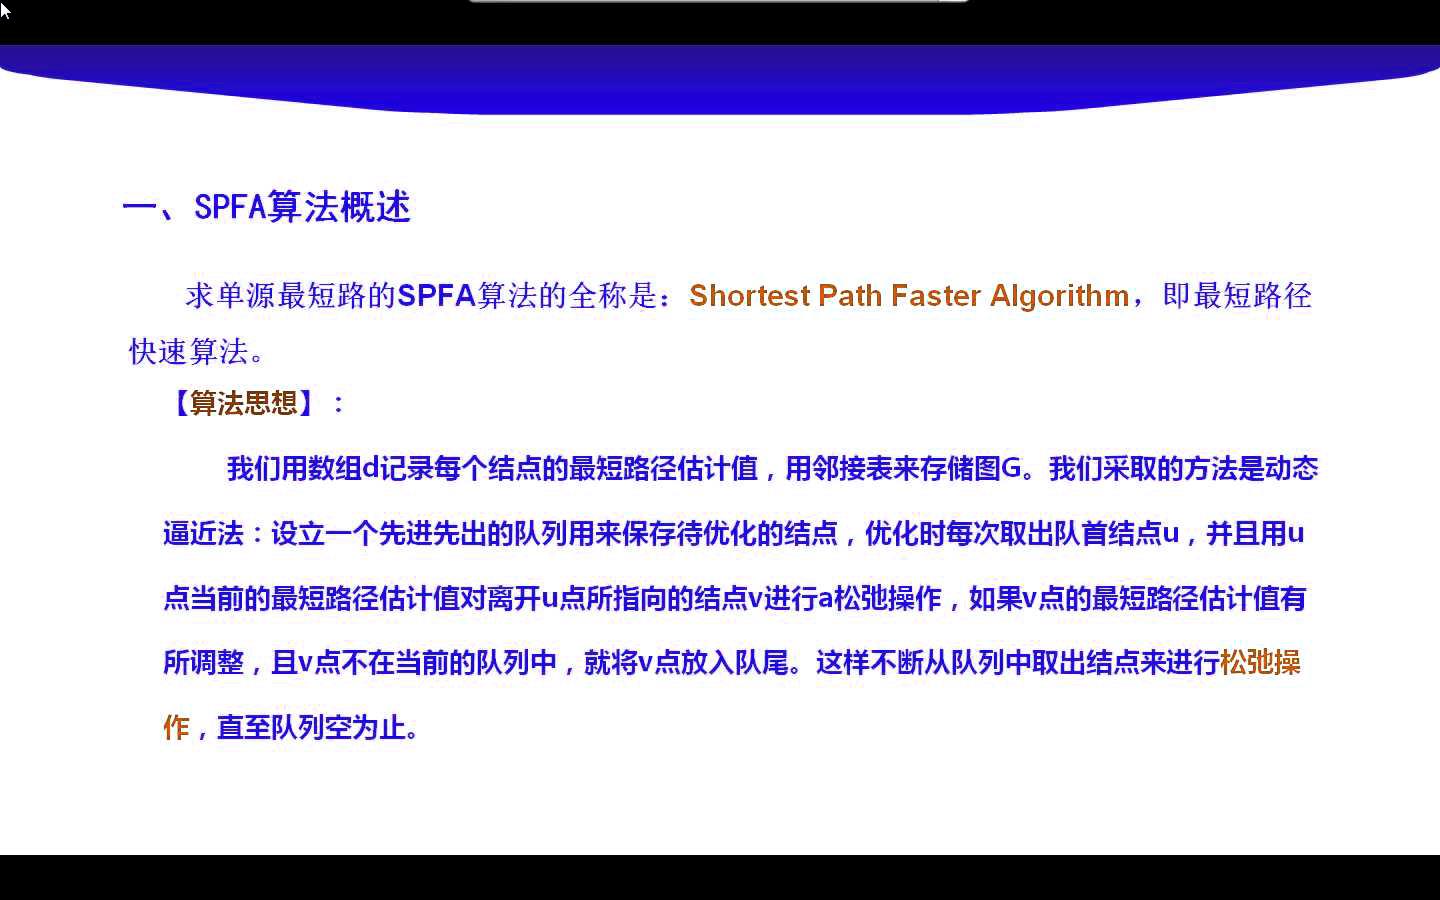 一、SPFA算法概述
求单源最短路的SPFA算法的全称是：Shortest Path Faster Algorithm，即最短路径
快速算法。
【算法思想】：
我们用数组d记录每个结点的最短路径估计值，用邻接表来存储图G。我们采取的方法是动态
逼近法：设立一个先进先出的队列用来保存待优化的结点，优化时每次取出队首结点u，并且用u
点当前的最短路径估计值对离开u点所指向的结点v进行a松弛操作，如果v点的最短路径估计值有
所调整，且v点不在当前的队列中，就将v点放入队尾。这样不断从队列中取出结点来进行松弛操
作，直至队列空为止。